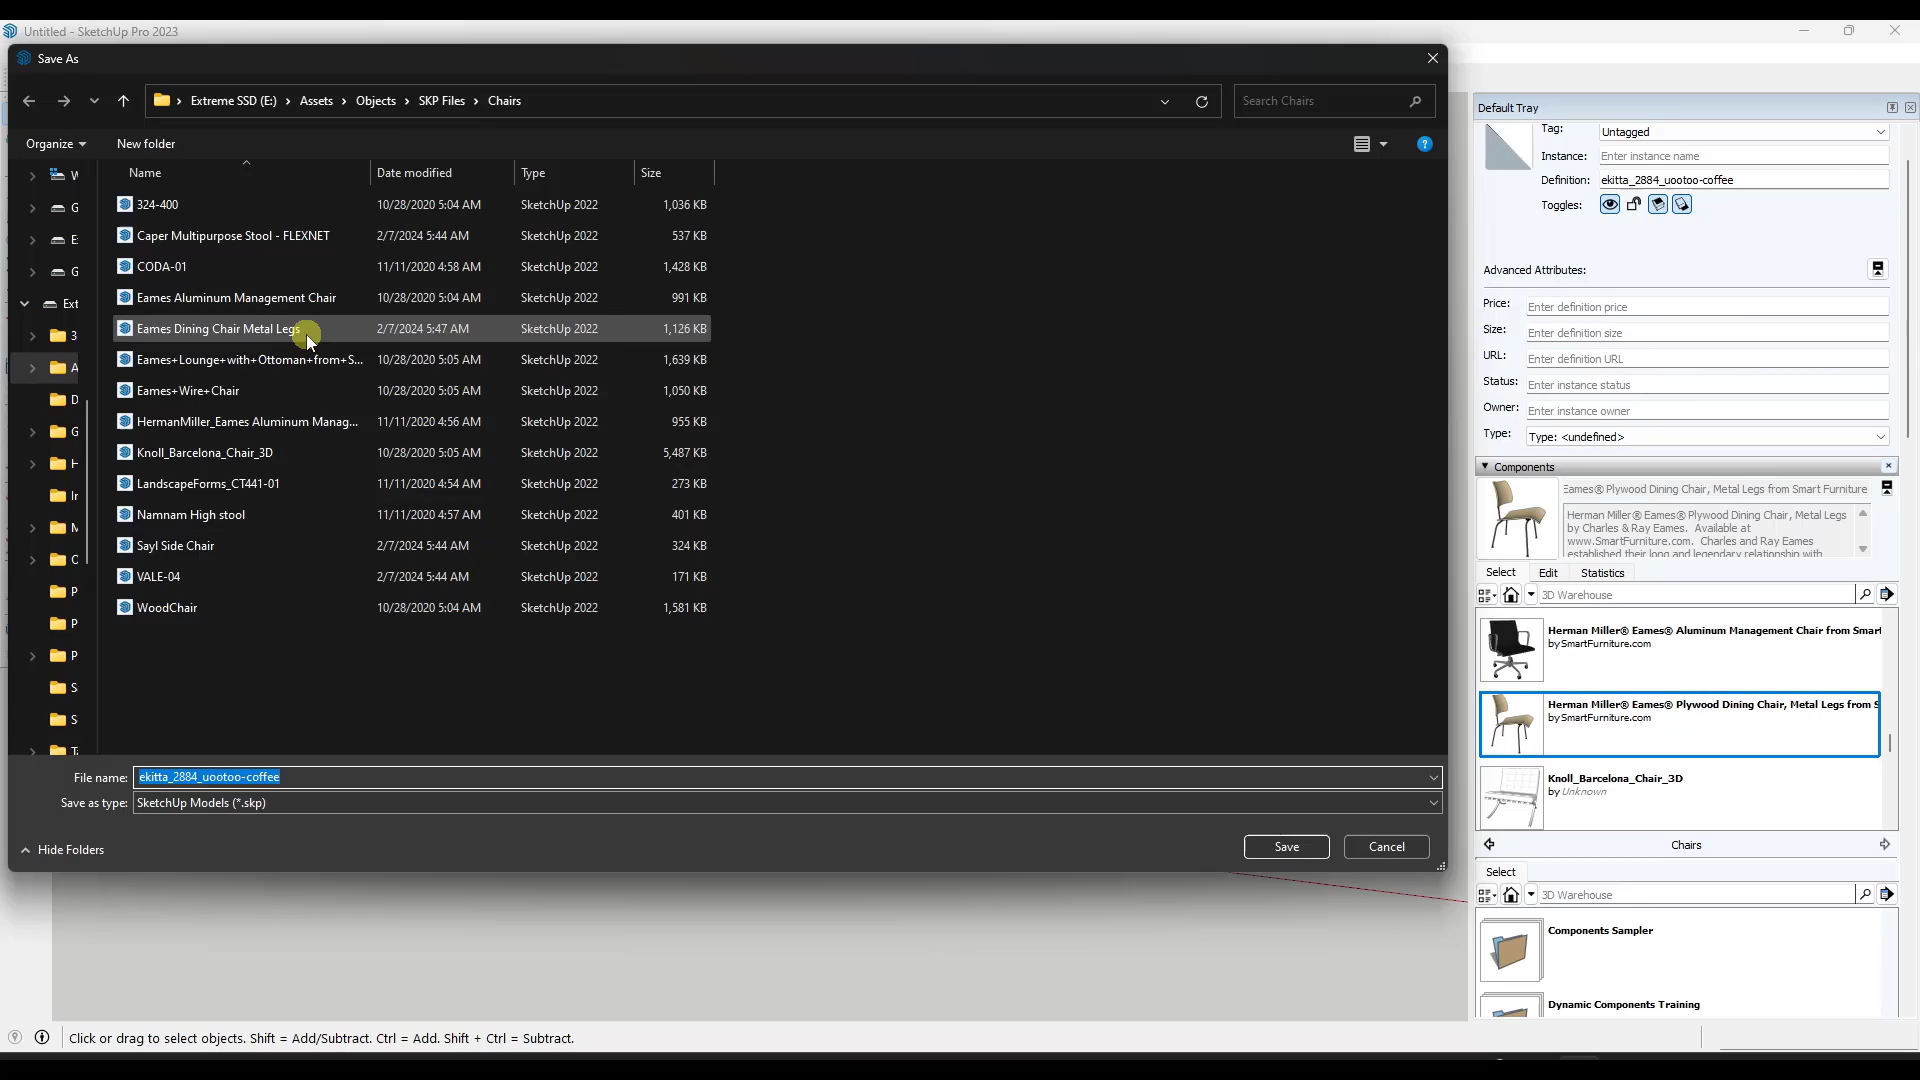 Untitled - SketchUp Pro 2023
Save As
Extreme SSD (E:) › Assets › Objects › SKP Files › Chairs
Search Chairs
Organize
New folder
Name Date modified Type Size
324-400 10/28/2020 5:04 AM SketchUp 2022 1,036 KB
Caper Multipurpose Stool - FLEXNET 2/7/2024 5:44 AM SketchUp 2022 537 KB
CODA-01 11/11/2020 4:58 AM SketchUp 2022 1,428 KB
Eames Aluminum Management Chair 10/28/2020 5:04 AM SketchUp 2022 991 KB
Eames Dining Chair Metal Legs 2/7/2024 5:47 AM SketchUp 2022 1,126 KB
Eames+Lounge+with+Ottoman+from+S... 10/28/2020 5:05 AM SketchUp 2022 1,639 KB
Eames+Wire+Chair 10/28/2020 5:05 AM SketchUp 2022 1,050 KB
HermanMiller_Eames Aluminum Manag... 11/11/2020 4:56 AM SketchUp 2022 955 KB
Knoll_Barcelona_Chair_3D 10/28/2020 5:05 AM SketchUp 2022 5,487 KB
LandscapeForms_CT441-01 11/11/2020 4:54 AM SketchUp 2022 273 KB
Namnam High stool 11/11/2020 4:57 AM SketchUp 2022 401 KB
Sayl Side Chair 2/7/2024 5:44 AM SketchUp 2022 324 KB
VALE-04 2/7/2024 5:44 AM SketchUp 2022 171 KB
WoodChair 10/28/2020 5:04 AM SketchUp 2022 1,581 KB
G
G
Ext
3
A
D
G
M
P
P
P
S
S
File name: ekitta_2884_uootoo-coffee
Save as type: SketchUp Models (*.skp)
Hide Folders
Save
Cancel
Click or drag to select objects. Shift = Add/Subtract. Ctrl = Add. Shift + Ctrl = Subtract.
Default Tray
Tag: Untagged
Instance: Enter instance name
Definition: ekitta_2884_uootoo-coffee
Toggles:
Advanced Attributes:
Price: Enter definition price
Size: Enter definition size
URL: Enter definition URL
Status: Enter instance status
Owner: Enter instance owner
Type: Type: <undefined>
Components
Eames® Plywood Dining Chair, Metal Legs from Smart Furniture
Herman Miller® Eames® Plywood Dining Chair, Metal Legs
by Charles & Ray Eames. Available at
www.SmartFurniture.com. Charles and Ray Eames
established their long and legendary relationship with
Select Edit Statistics
3D Warehouse
Herman Miller® Eames® Aluminum Management Chair from Smar
by SmartFurniture.com
Herman Miller® Eames® Plywood Dining Chair, Metal Legs from S
by SmartFurniture.com
Knoll_Barcelona_Chair_3D
by Unknown
Chairs
Select
3D Warehouse
Components Sampler
Dynamic Components Training